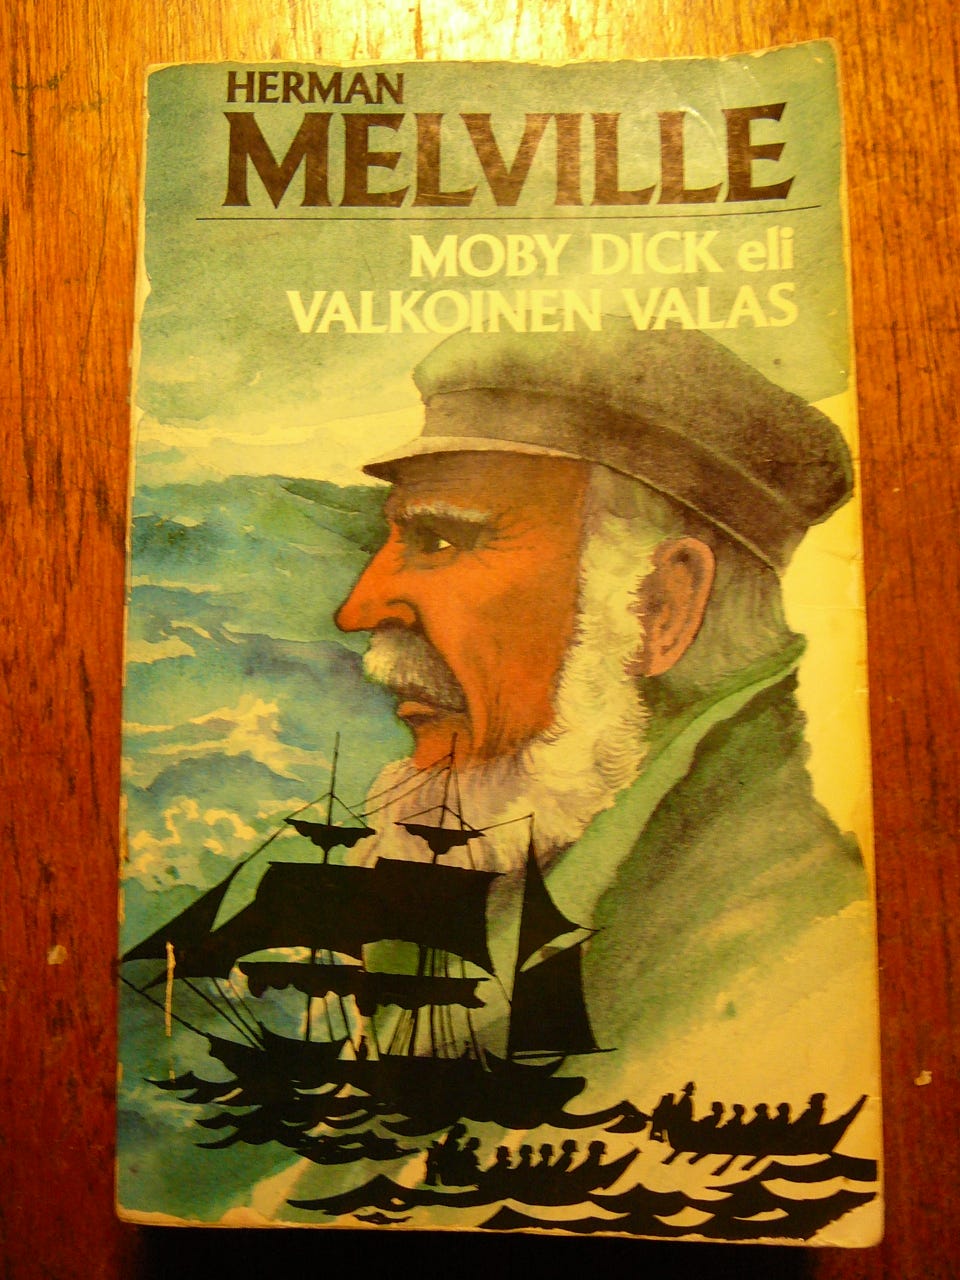 HERMAN
MELVILLE
MOBY DICK eli
VALKOINEN VALAS